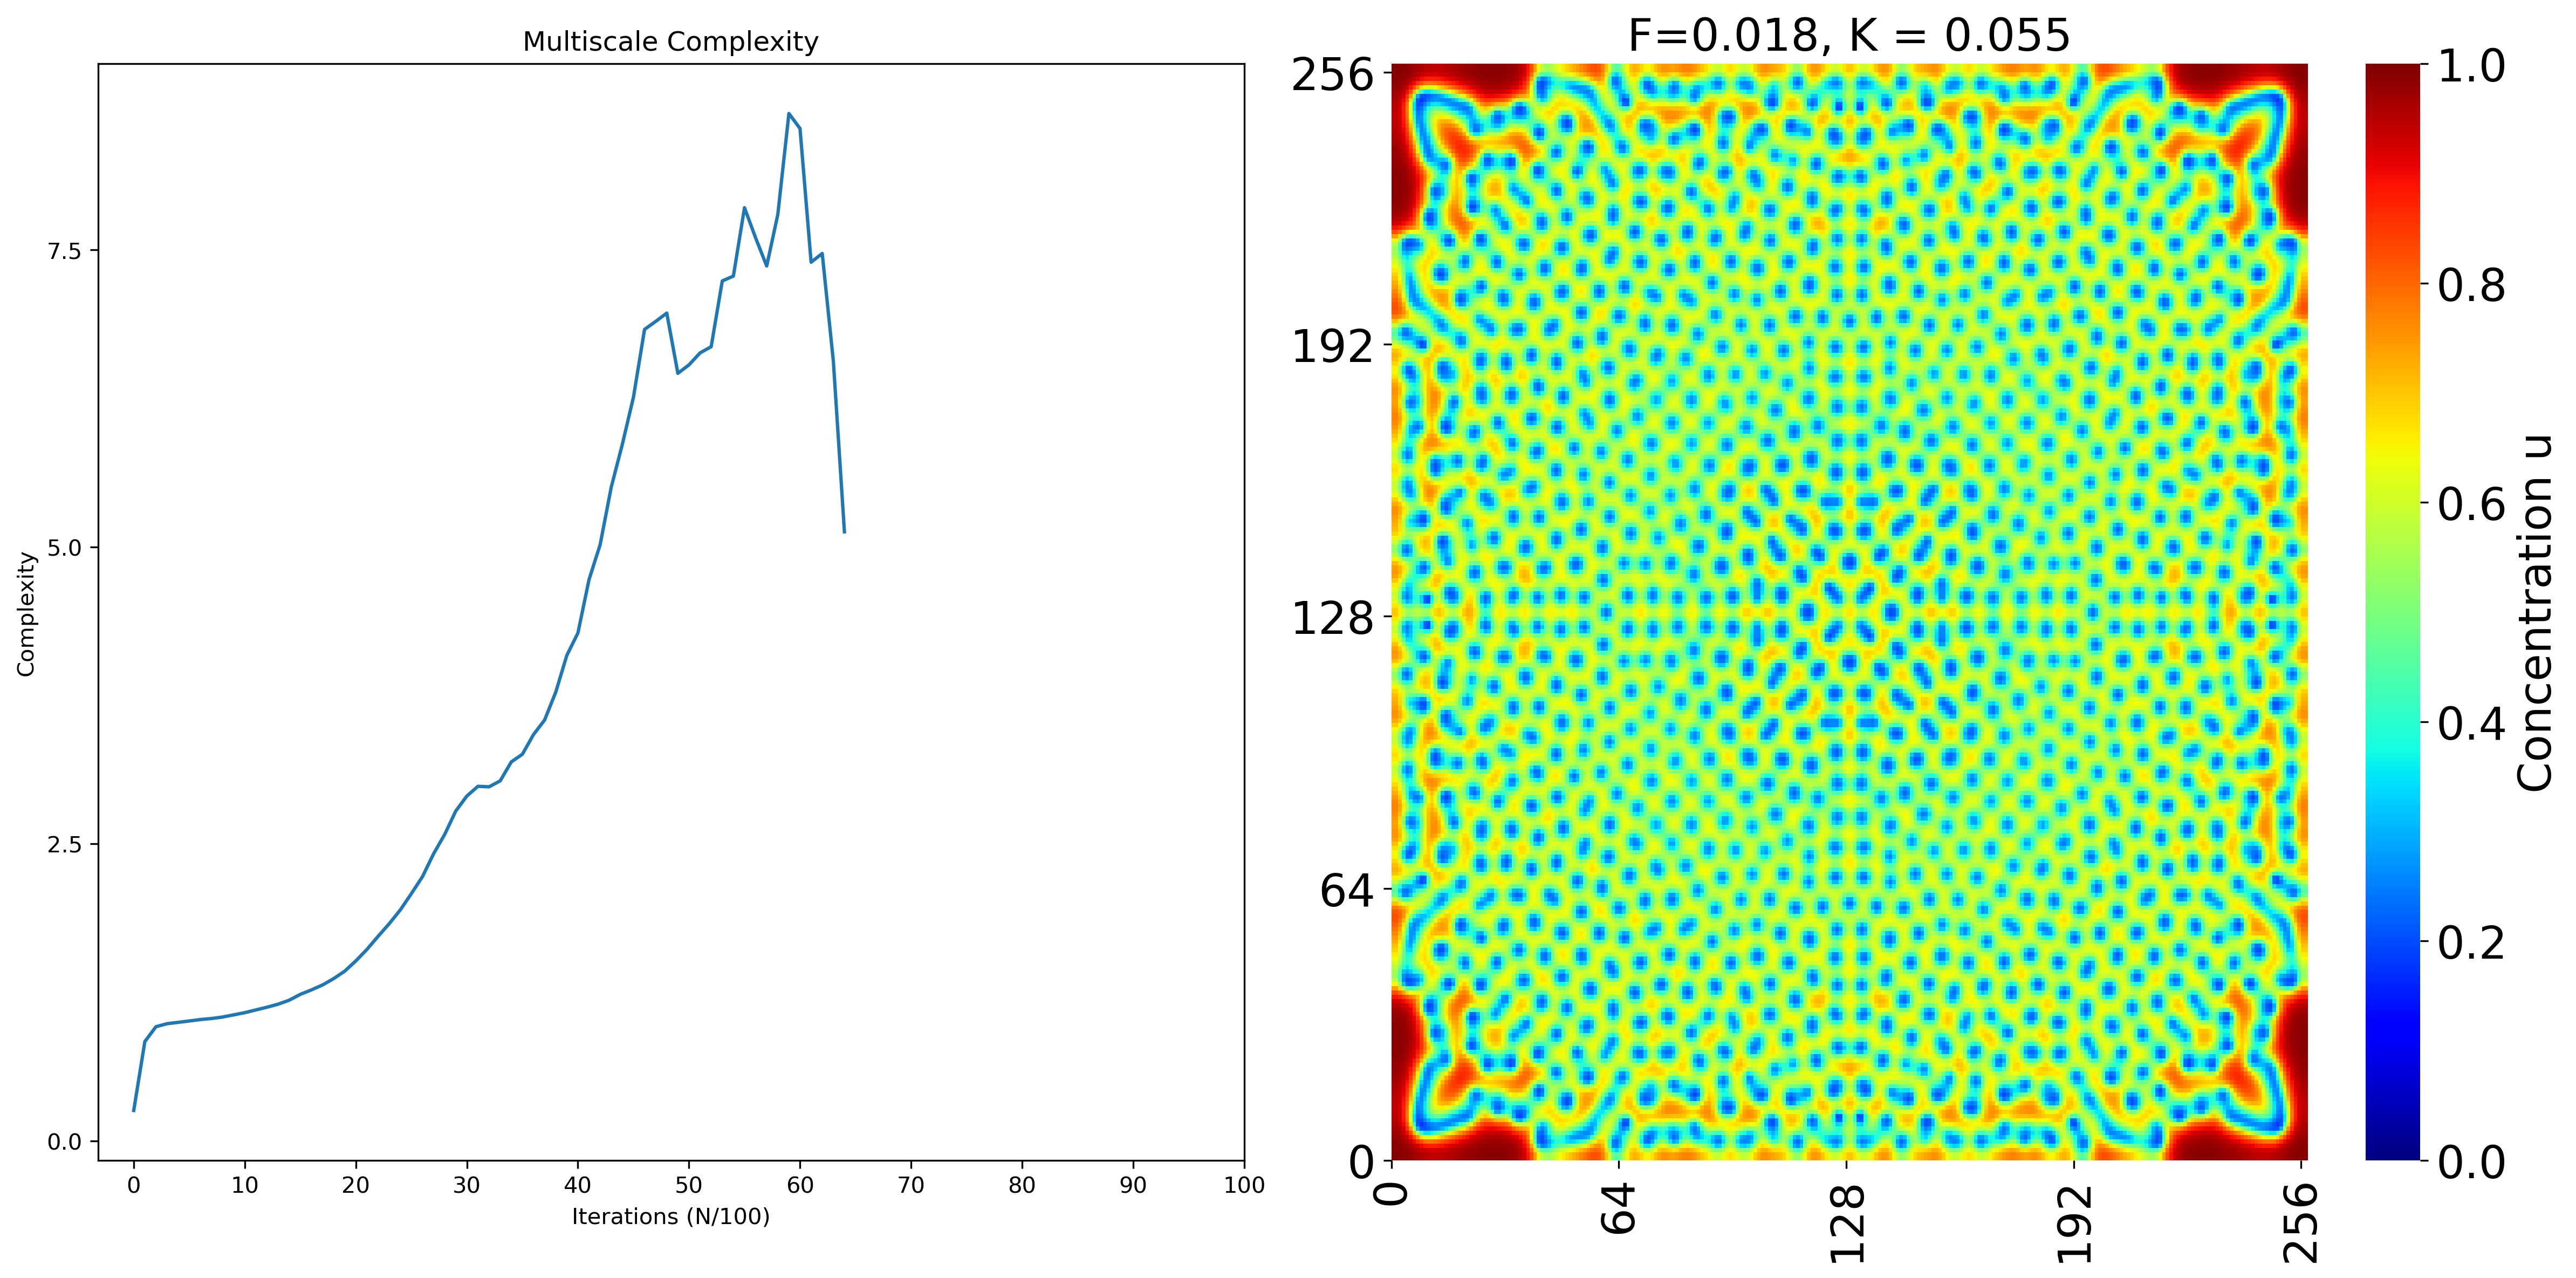 Multiscale Complexity
Complexity
7.5
5.0
2.5
0.0
0 10 20 30 40 50 60 70 80 90 100
Iterations (N/100)
F=0.018, K = 0.055
256
192
128
64
0
0 64 128 192 256
1.0
0.8
0.6
0.4
0.2
0.0
Concentration u